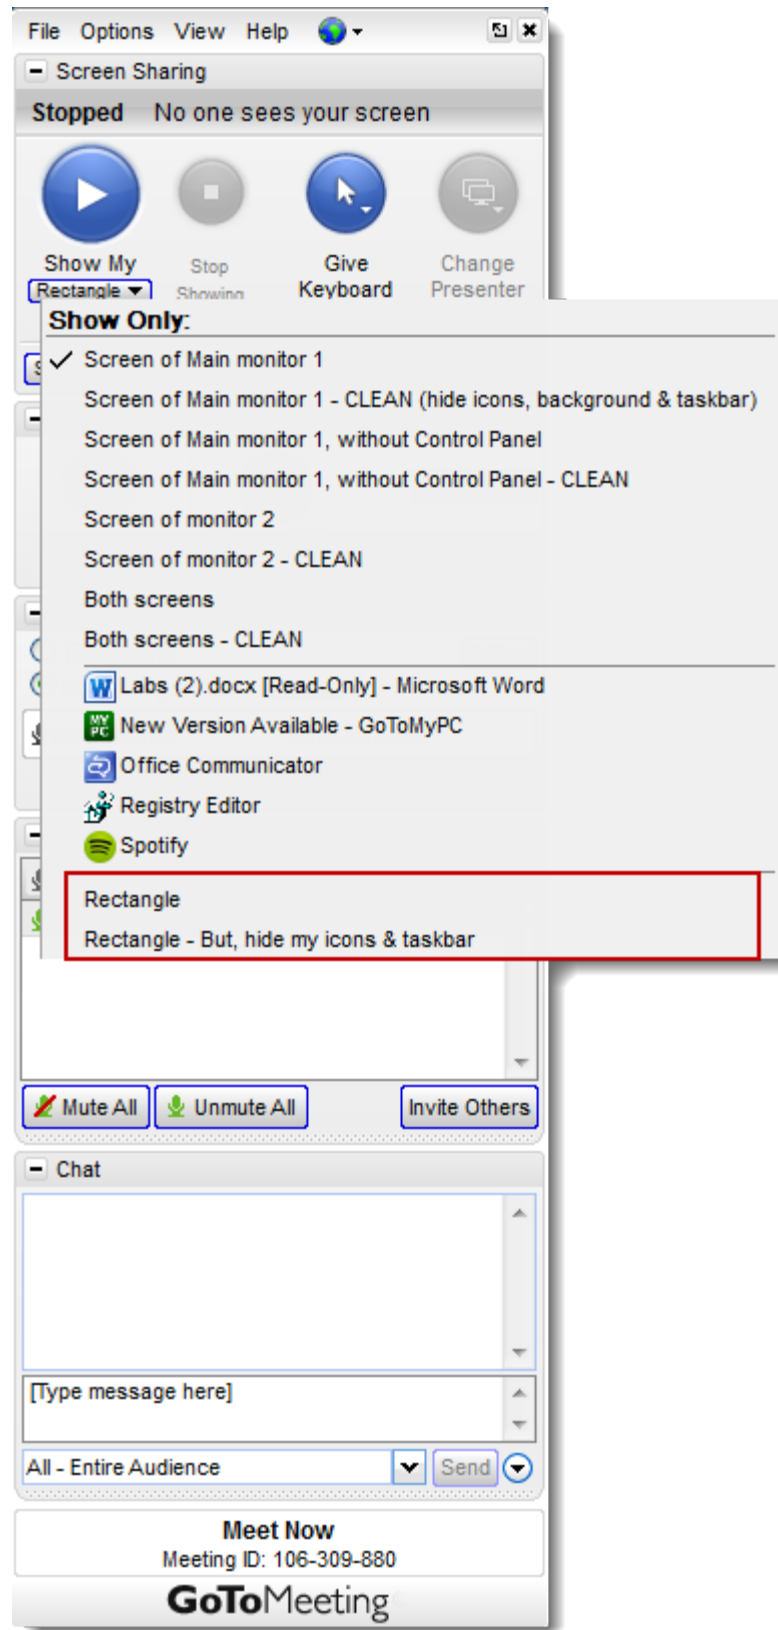 File Options View Help
Screen Sharing
Stopped No one sees your screen
Show My Stop Give Change
Rectangle Showing Keyboard Presenter
Show Only:
Screen of Main monitor 1
Screen of Main monitor 1 - CLEAN (hide icons, background & taskbar)
Screen of Main monitor 1, without Control Panel
Screen of Main monitor 1, without Control Panel - CLEAN
Screen of monitor 2
Screen of monitor 2 - CLEAN
Both screens
Both screens - CLEAN
Labs (2).docx [Read-Only] - Microsoft Word
MY PC New Version Available - GoToMyPC
Office Communicator
Registry Editor
Spotify
Rectangle
Rectangle - But, hide my icons & taskbar
Mute All Unmute All Invite Others
Chat
[Type message here]
All - Entire Audience Send
Meet Now
Meeting ID: 106-309-880
GoToMeeting